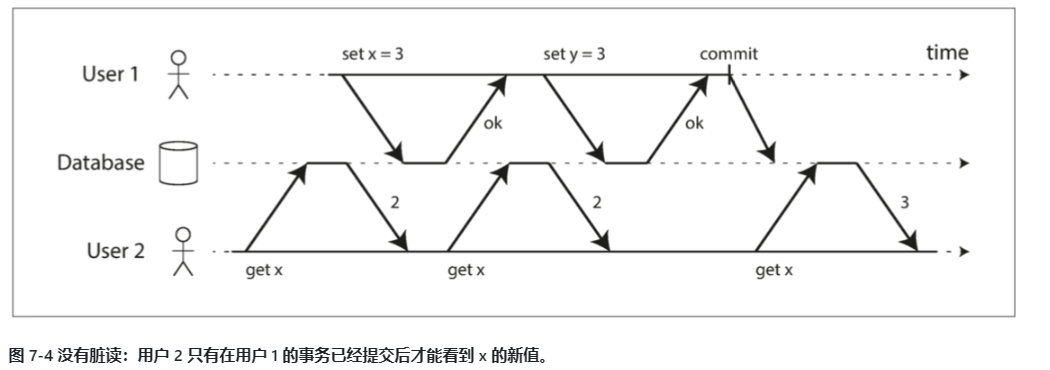 set x = 3
set y = 3
commit
time
User 1
ok
ok
Database
2
2
3
User 2
get x
get x
get x
图 7-4 没有脏读：用户 2 只有在用户 1 的事务已经提交后才能看到 x 的新值。